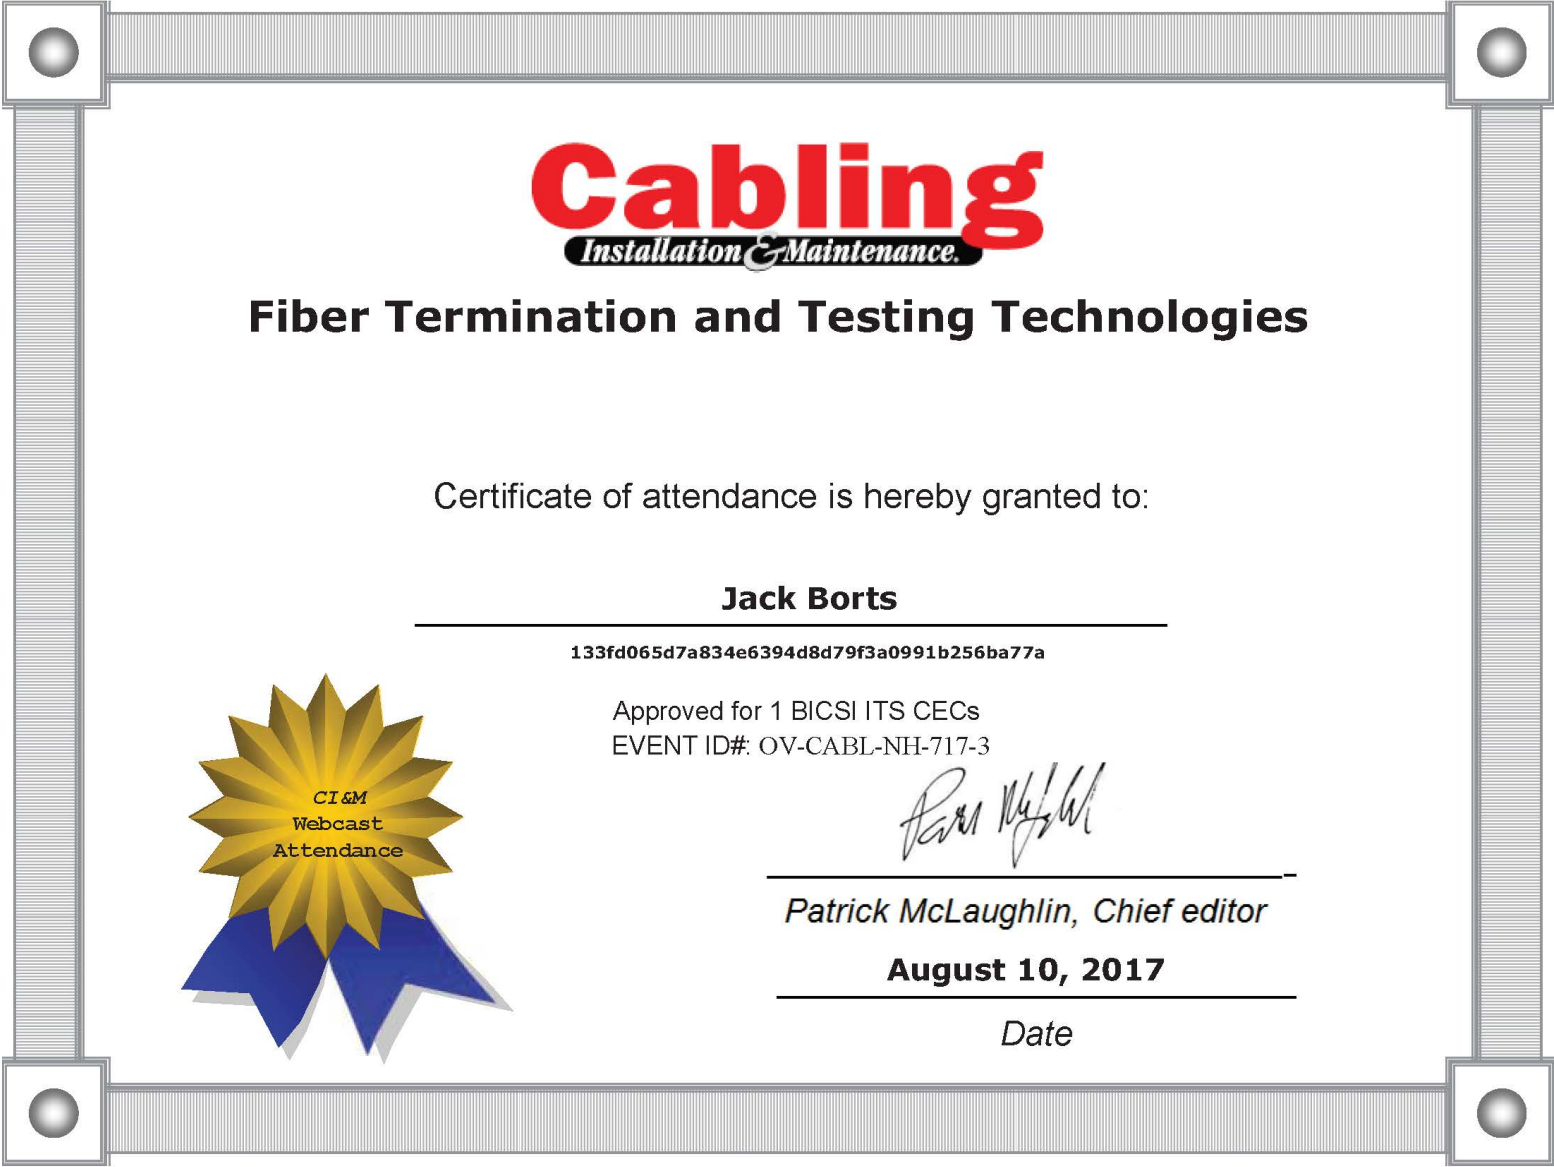 Cabling
Installation & Maintenance.
Fiber Termination and Testing Technologies
Certificate of attendance is hereby granted to:
Jack Borts
133fd065d7a834e6394d8d79f3a0991b256ba77a
Approved for 1 BICSI ITS CECs
EVENT ID#: OV-CABL-NH-717-3
CI&M
Webcast
Attendance
Patrick McLaughlin, Chief editor
August 10, 2017
Date